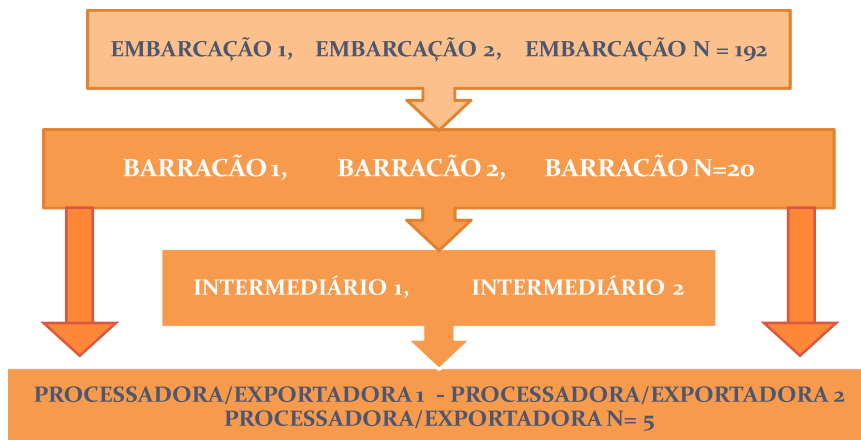 EMBARCAÇÃO 1, EMBARCAÇÃO 2, EMBARCAÇÃO N = 192
BARRACÃO 1, BARRACÃO 2, BARRACÃO N=20
INTERMEDIÁRIO 1, INTERMEDIÁRIO 2
PROCESSADORA/EXPORTADORA 1 - PROCESSADORA/EXPORTADORA 2
PROCESSADORA/EXPORTADORA N= 5